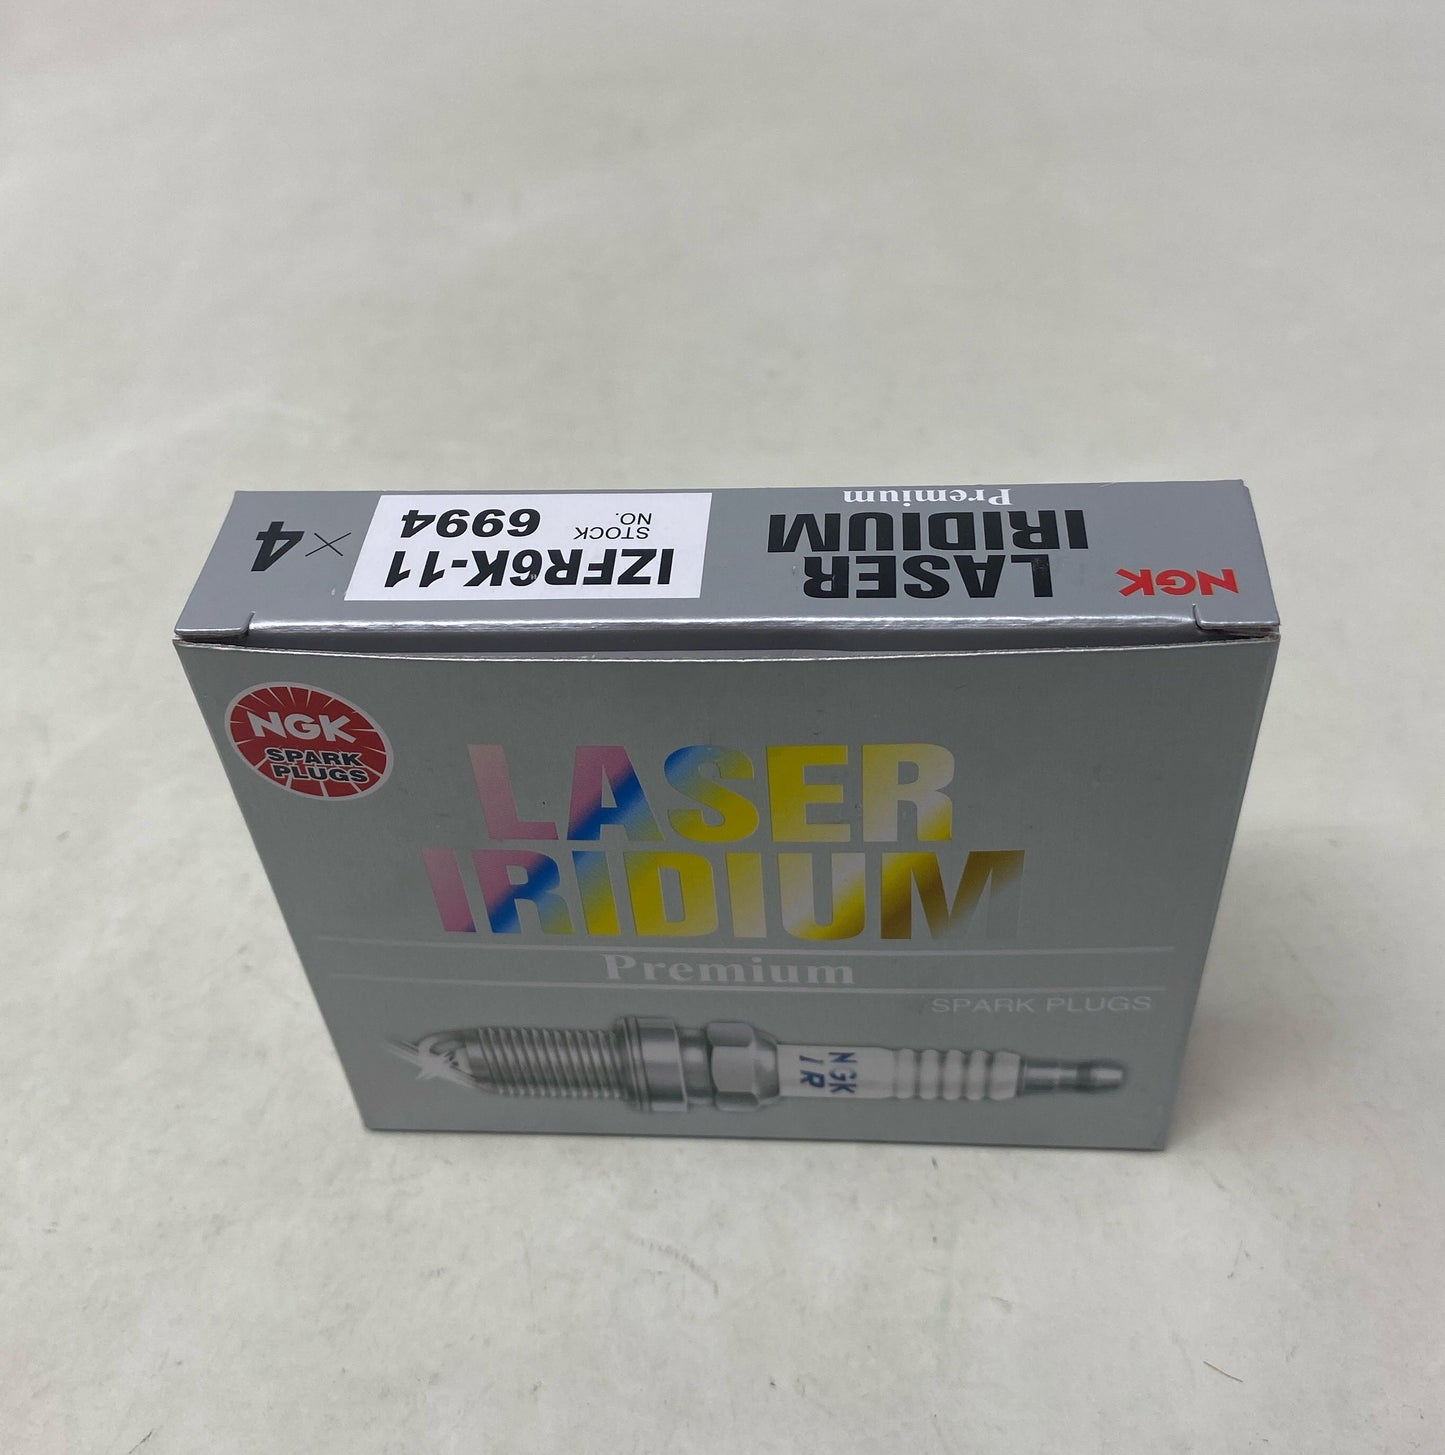 NGK
LASER
IRIDIUM
Premium
IZFR6K-11
STOCK
NO.
6994
×4
NGK
SPARK
PLUGS
LASER
IRIDIUM
Premium
SPARK PLUGS
NGK
IR